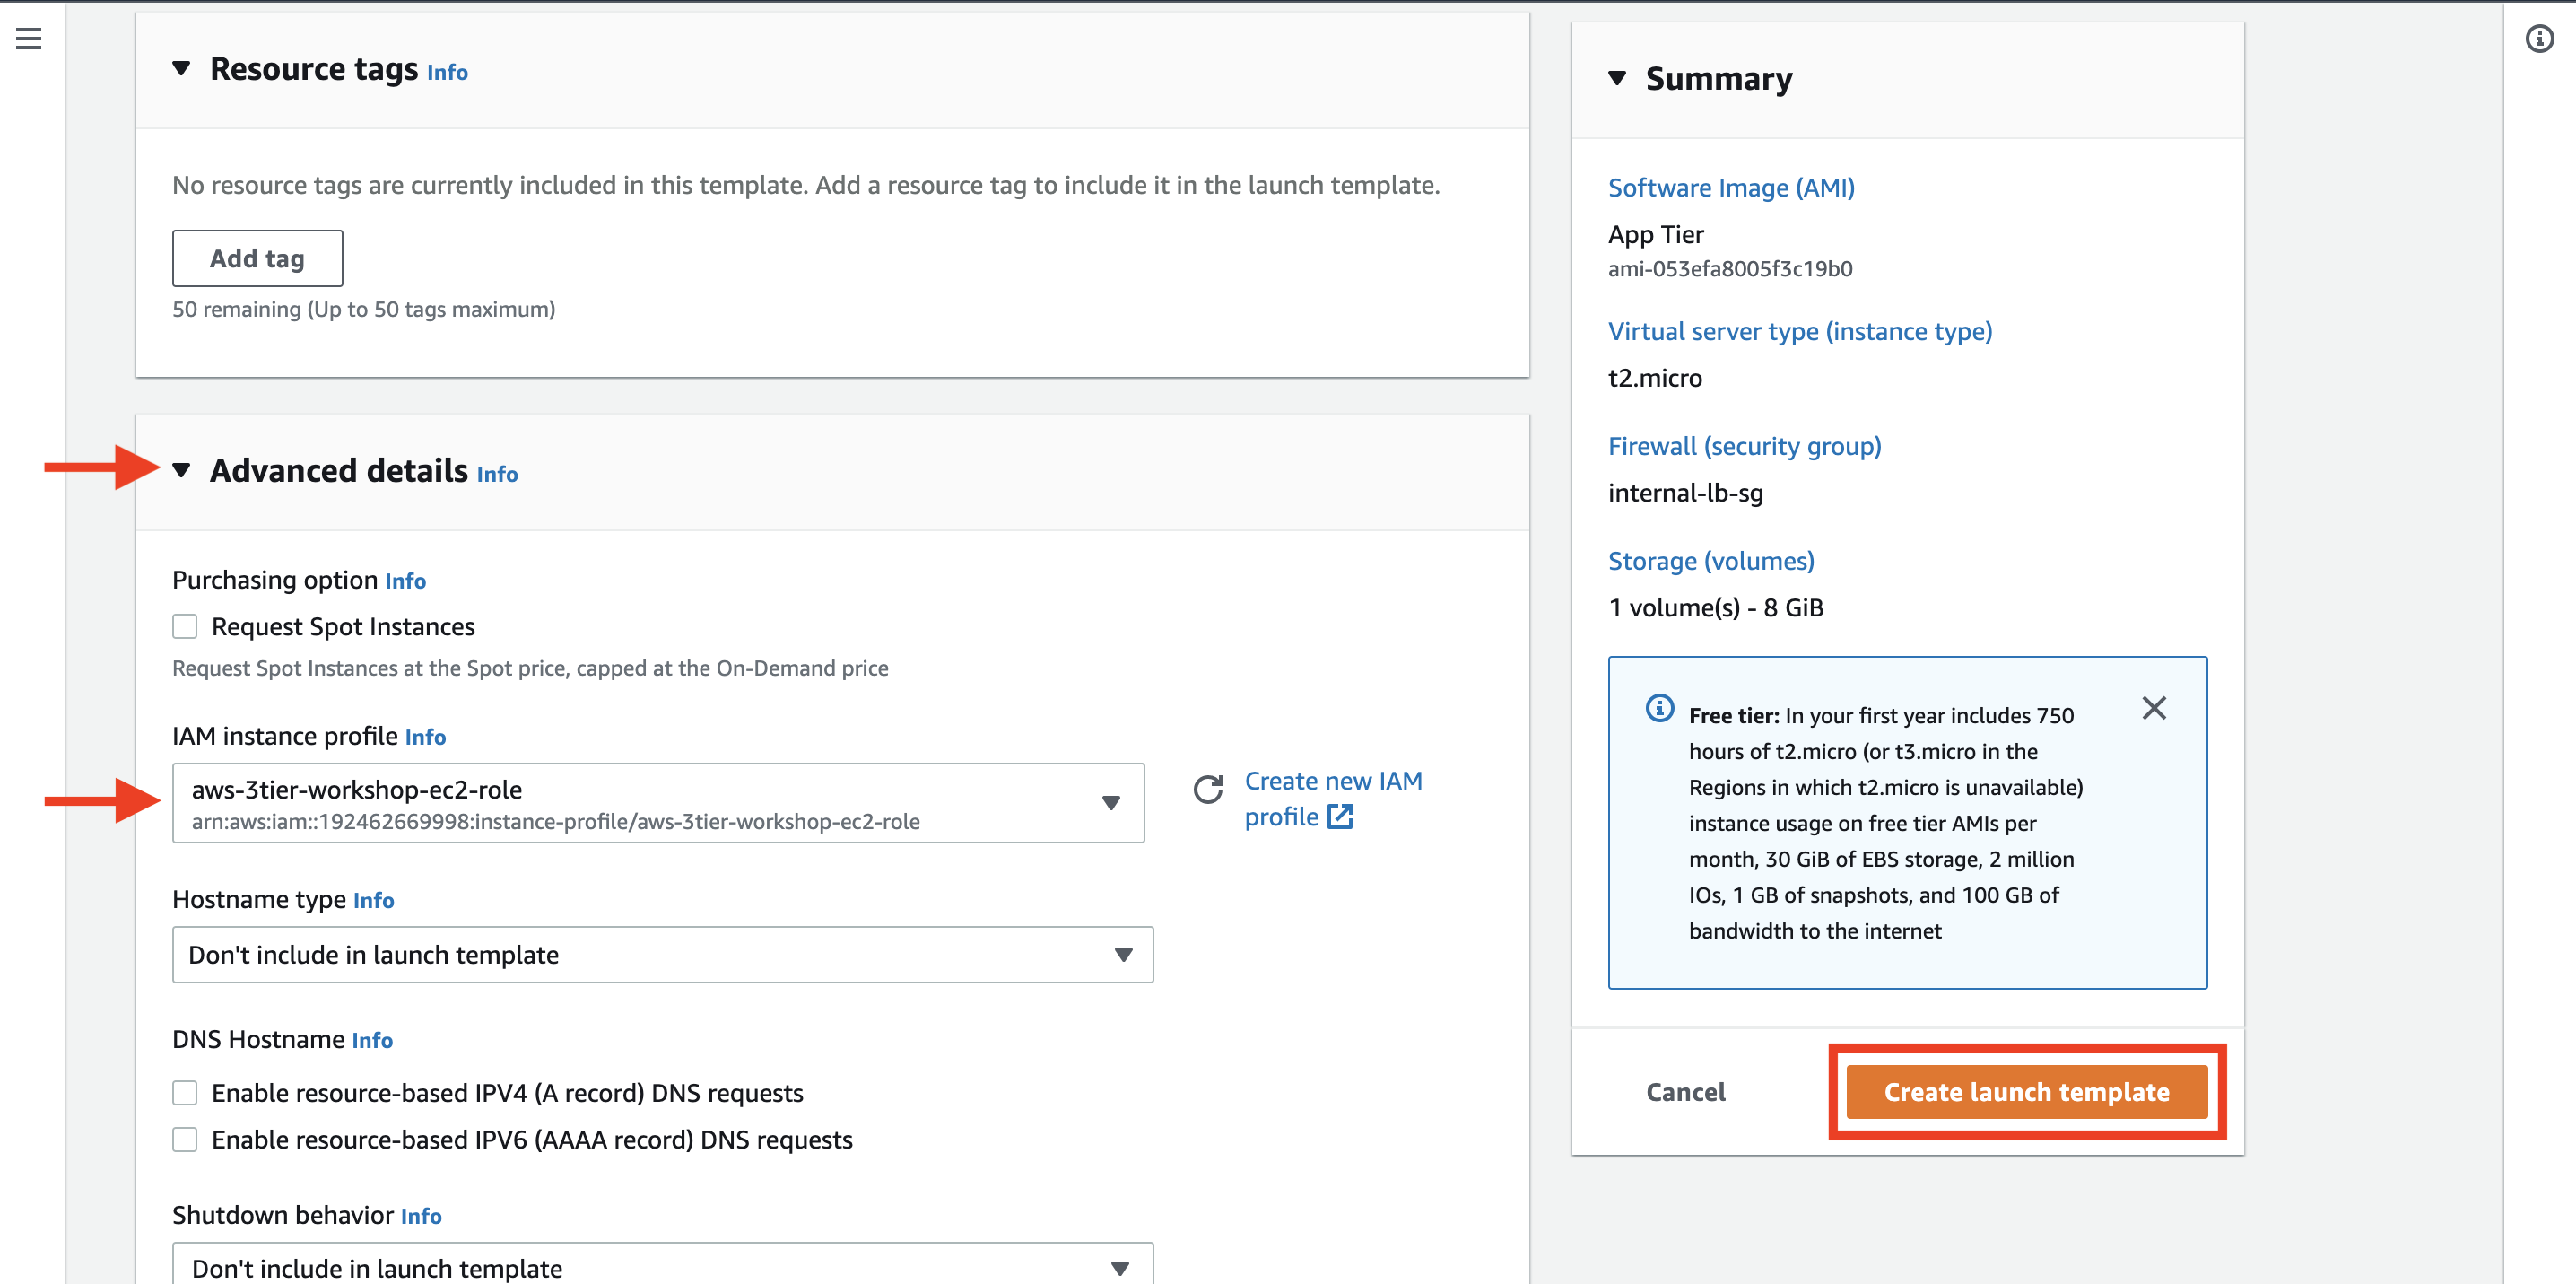 Resource tags Info
No resource tags are currently included in this template. Add a resource tag to include it in the launch template.
Add tag
50 remaining (Up to 50 tags maximum)
Advanced details Info
Purchasing option Info
Request Spot Instances
Request Spot Instances at the Spot price, capped at the On-Demand price
IAM instance profile Info
aws-3tier-workshop-ec2-role
arn:aws:iam::192462669998:instance-profile/aws-3tier-workshop-ec2-role
Create new IAM
profile
Hostname type Info
Don't include in launch template
DNS Hostname Info
Enable resource-based IPV4 (A record) DNS requests
Enable resource-based IPV6 (AAAA record) DNS requests
Shutdown behavior Info
Don't include in launch template
Summary
Software Image (AMI)
App Tier
ami-053efa8005f3c19b0
Virtual server type (instance type)
t2.micro
Firewall (security group)
internal-lb-sg
Storage (volumes)
1 volume(s) - 8 GiB
Free tier: In your first year includes 750
hours of t2.micro (or t3.micro in the
Regions in which t2.micro is unavailable)
instance usage on free tier AMIs per
month, 30 GiB of EBS storage, 2 million
IOs, 1 GB of snapshots, and 100 GB of
bandwidth to the internet
Cancel
Create launch template